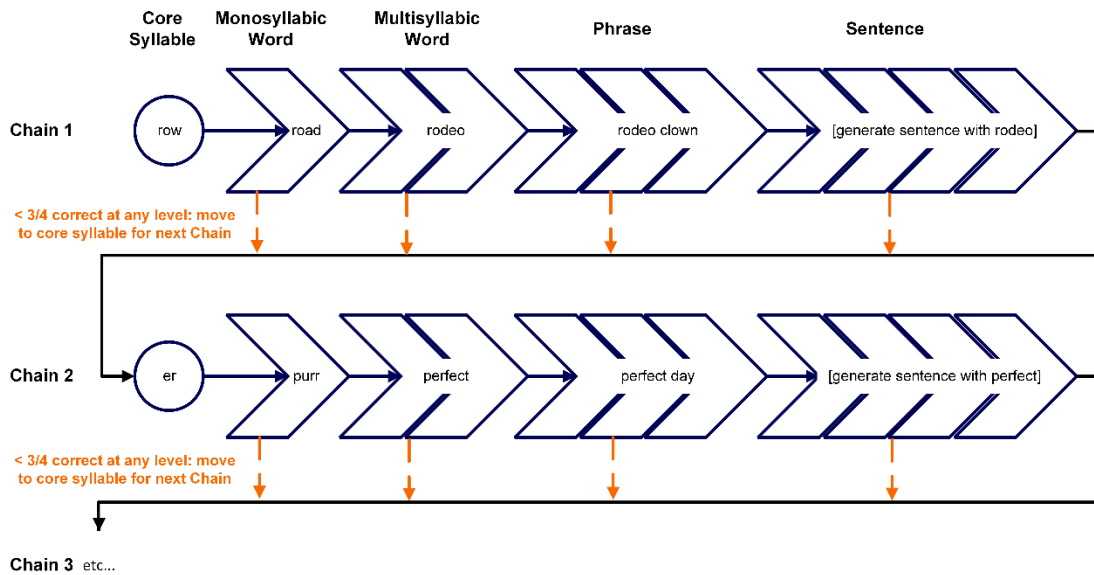 Core
Syllable
Monosyllabic
Word
Multisyllabic
Word
Phrase
Sentence
Chain 1
row
road
rodeo
rodeo clown
[generate sentence with rodeo]
< 3/4 correct at any level: move
to core syllable for next Chain
Chain 2
er
purr
perfect
perfect day
[generate sentence with perfect]
< 3/4 correct at any level: move
to core syllable for next Chain
Chain 3 etc...